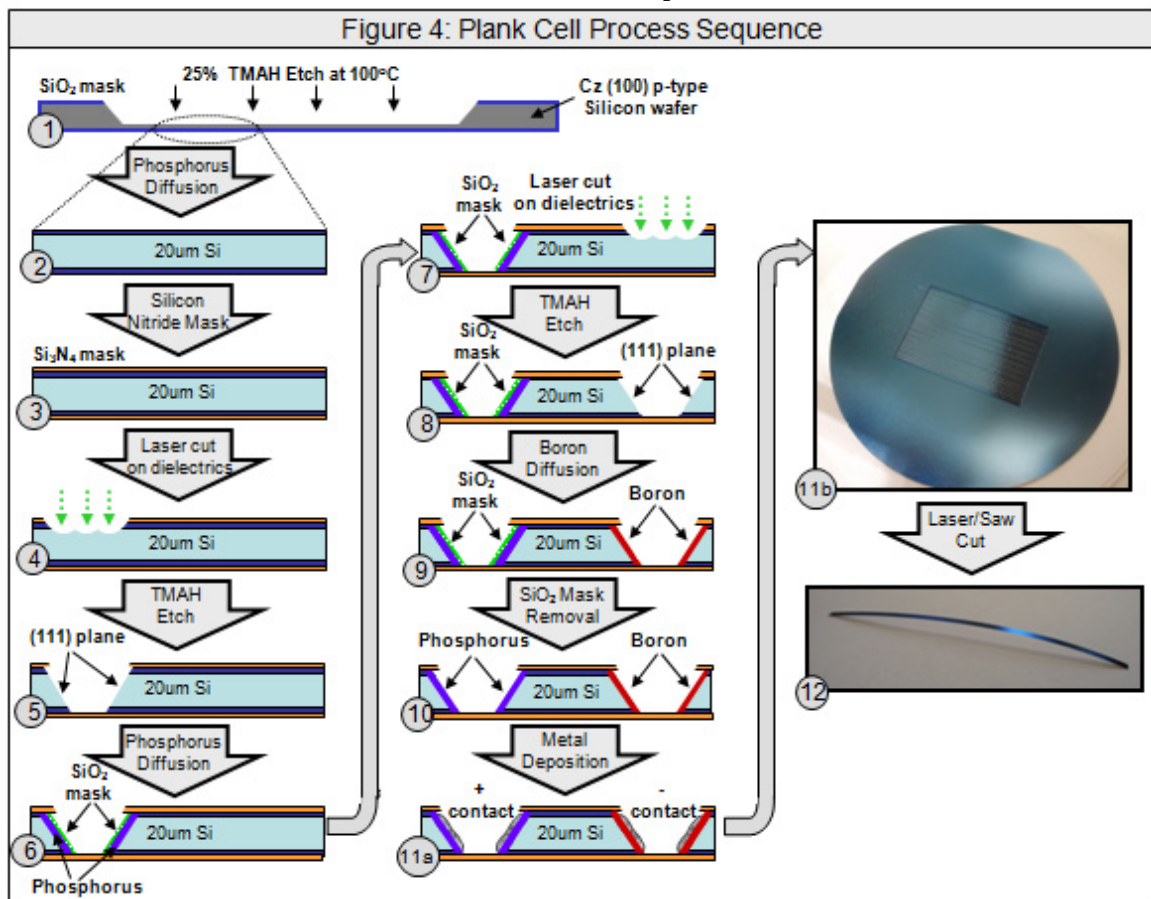 Figure 4: Plank Cell Process Sequence
SiO₂ mask
25% TMAH Etch at 100ºC
Cz (100) p-type
Silicon wafer
1
Phosphorus
Diffusion
20um Si
2
Silicon
Nitride Mask
Si₃N₄ mask
20um Si
3
Laser cut
on dielectrics
20um Si
4
TMAH
Etch
(111) plane
20um Si
5
Phosphorus
Diffusion
SiO₂
mask
20um Si
6
Phosphorus
SiO₂
mask
Laser cut
on dielectrics
20um Si
7
TMAH
Etch
SiO₂
mask
(111) plane
20um Si
8
Boron
Diffusion
SiO₂
mask
Boron
20um Si
9
SiO₂ Mask
Removal
Phosphorus
Boron
20um Si
10
Metal
Deposition
+
contact
-
contact
20um Si
11a
11b
Laser/Saw
Cut
12